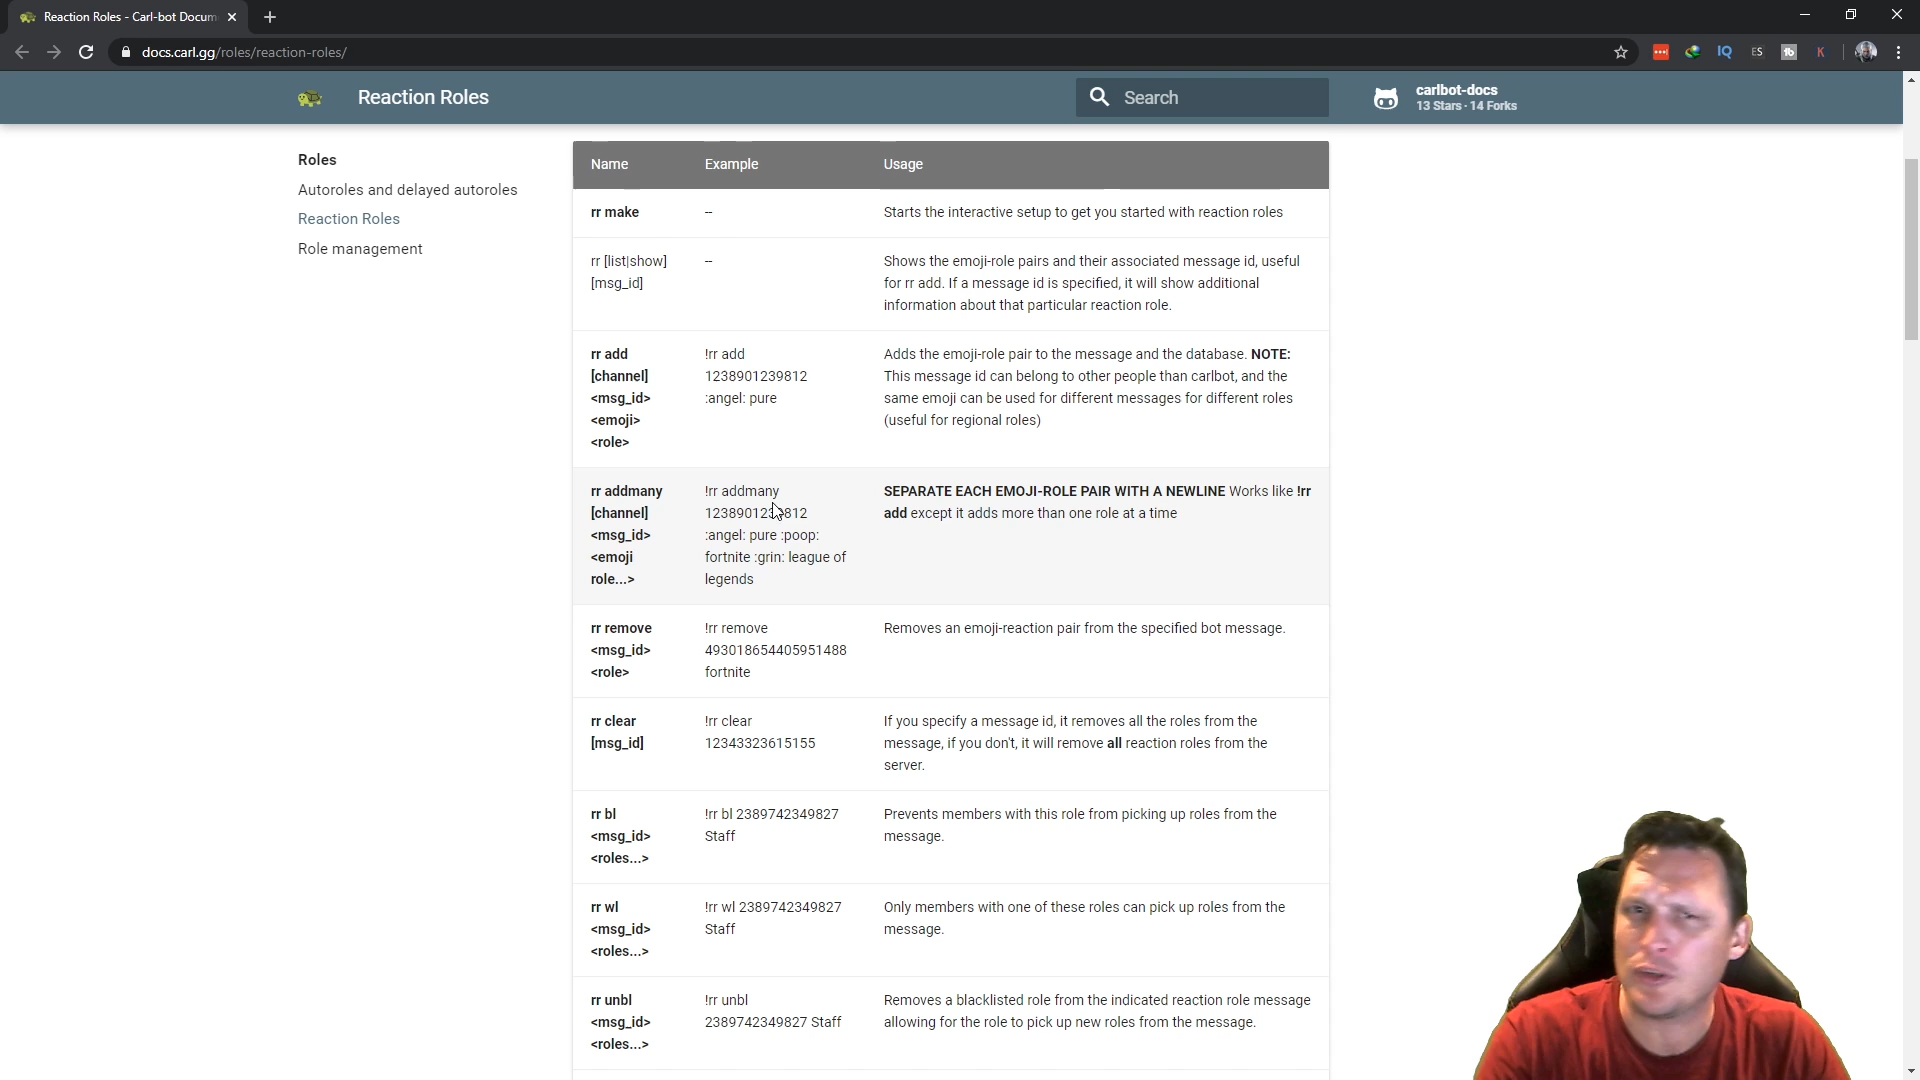 Reaction Roles - Carl-bot Docum
docs.carl.gg/roles/reaction-roles/
IQ
ES
K
Reaction Roles
Search
carlbot-docs
13 Stars · 14 Forks
Roles
Autoroles and delayed autoroles
Reaction Roles
Role management
Name Example Usage
rr make -- Starts the interactive setup to get you started with reaction roles
rr [list|show] -- Shows the emoji-role pairs and their associated message id, useful
[msg_id] for rr add. If a message id is specified, it will show additional
information about that particular reaction role.
rr add !rr add Adds the emoji-role pair to the message and the database. NOTE:
[channel] 1238901239812 This message id can belong to other people than carlbot, and the
<msg_id> :angel: pure same emoji can be used for different messages for different roles
<emoji> (useful for regional roles)
<role>
rr addmany !rr addmany SEPARATE EACH EMOJI-ROLE PAIR WITH A NEWLINE Works like !rr
[channel] 1238901239812 add except it adds more than one role at a time
<msg_id> :angel: pure :poop:
<emoji fortnite :grin: league of
role...> legends
rr remove !rr remove Removes an emoji-reaction pair from the specified bot message.
<msg_id> 493018654405951488
<role> fortnite
rr clear !rr clear If you specify a message id, it removes all the roles from the
[msg_id] 12343323615155 message, if you don't, it will remove all reaction roles from the
server.
rr bl !rr bl 2389742349827 Prevents members with this role from picking up roles from the
<msg_id> Staff message.
<roles...>
rr wl !rr wl 2389742349827 Only members with one of these roles can pick up roles from the
<msg_id> Staff message.
<roles...>
rr unbl !rr unbl Removes a blacklisted role from the indicated reaction role message
<msg_id> 2389742349827 Staff allowing for the role to pick up new roles from the message.
<roles...>